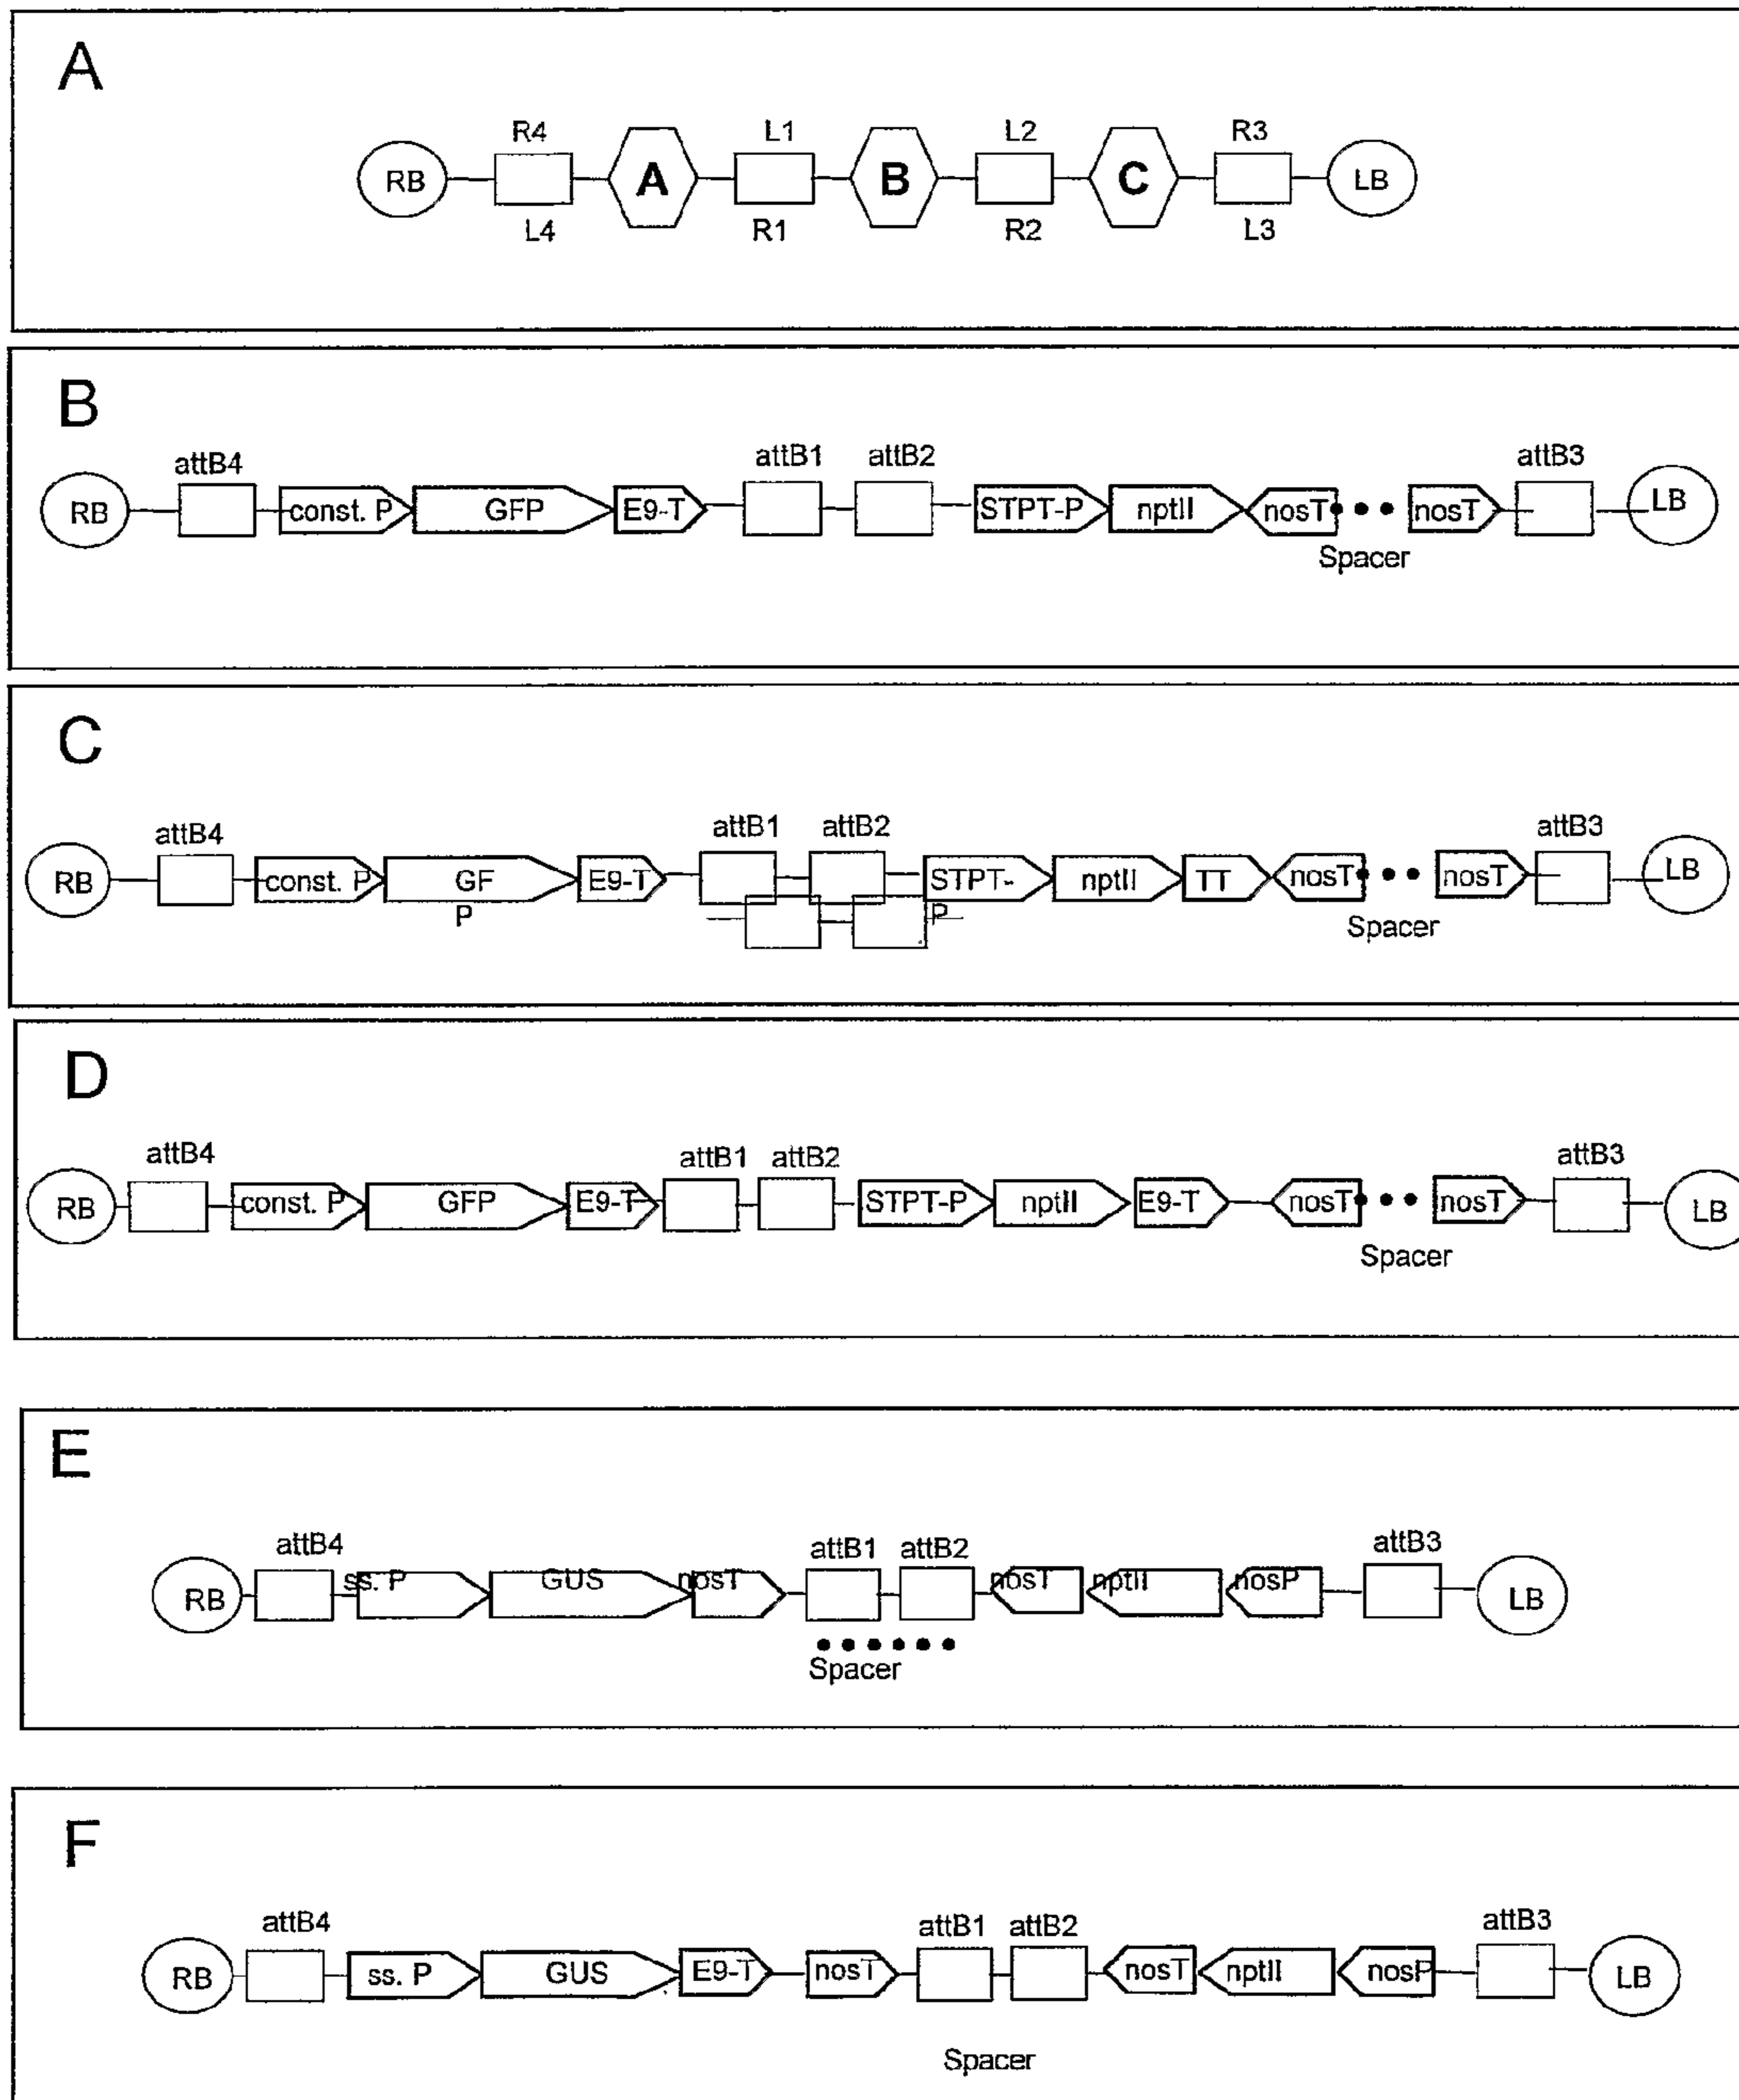 A
R4 L1 L2 R3
RB A B C LB
L4 R1 R2 L3
B
attB4 attB1 attB2 attB3
RB const. P GFP E9-T STPT-P nptII nosT nosT LB
Spacer
C
attB4 attB1 attB2 attB3
RB const. P GF E9-T STPT- nptII TT nosT nosT LB
P P
Spacer
D
attB4 attB1 attB2 attB3
RB const. P GFP E9-T STPT-P nptII E9-T nosT nosT LB
Spacer
E
attB4 attB1 attB2 attB3
RB ss. P GUS nosT nosT nptII nosP LB
Spacer
F
attB4 attB1 attB2 attB3
RB ss. P GUS E9-T nosT nosT nptII nosP LB
Spacer